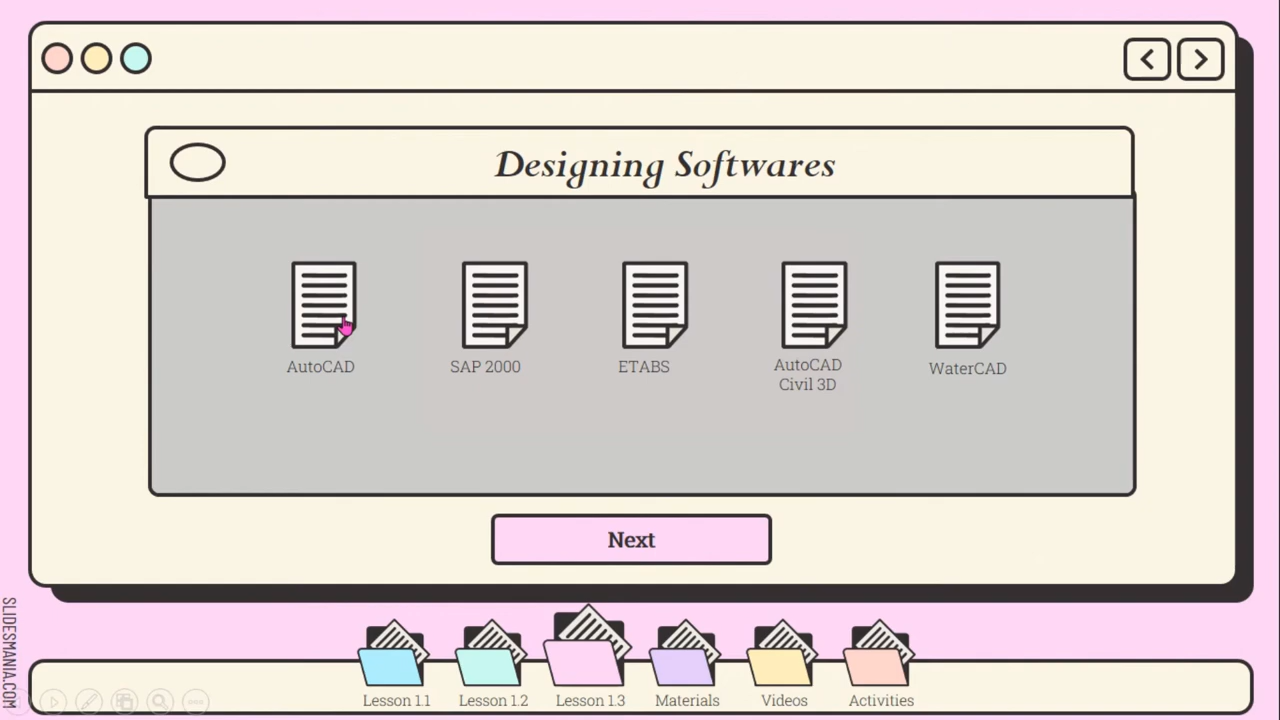 Designing Softwares
AutoCAD
SAP 2000
ETABS
AutoCAD
Civil 3D
WaterCAD
Next
SLIDESMANIA.COM
Lesson 1.1
Lesson 1.2
Lesson 1.3
Materials
Videos
Activities